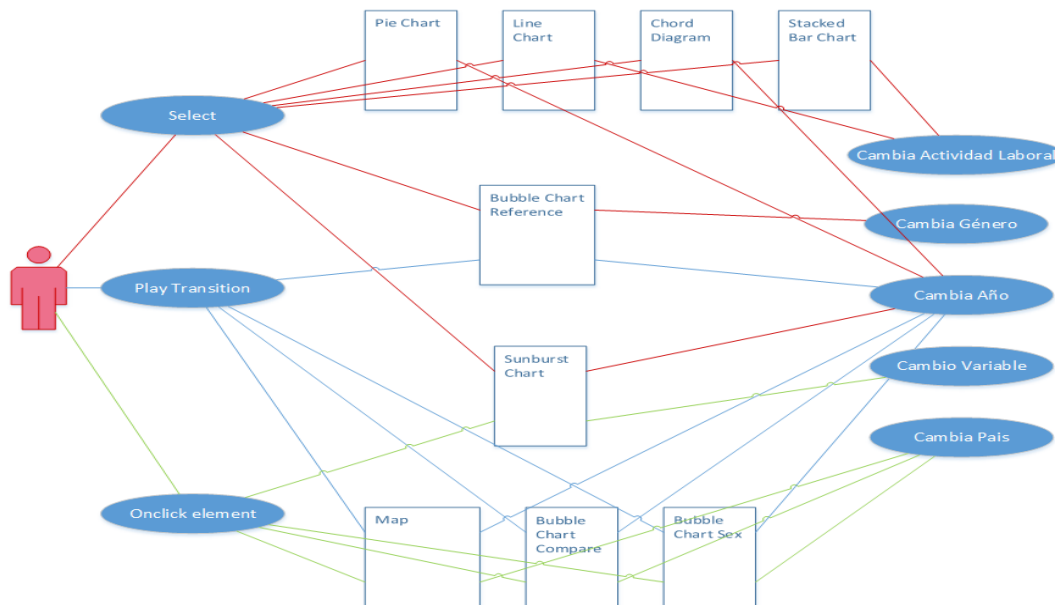 Pie Chart
Line
Chart
Chord
Diagram
Stacked
Bar Chart
Select
Cambia Actividad Laboral
Bubble Chart
Reference
Cambia Género
Play Transition
Cambia Año
Sunburst
Chart
Cambio Variable
Cambia Pais
Onclick element
Map
Bubble
Chart
Compare
Bubble
Chart Sex